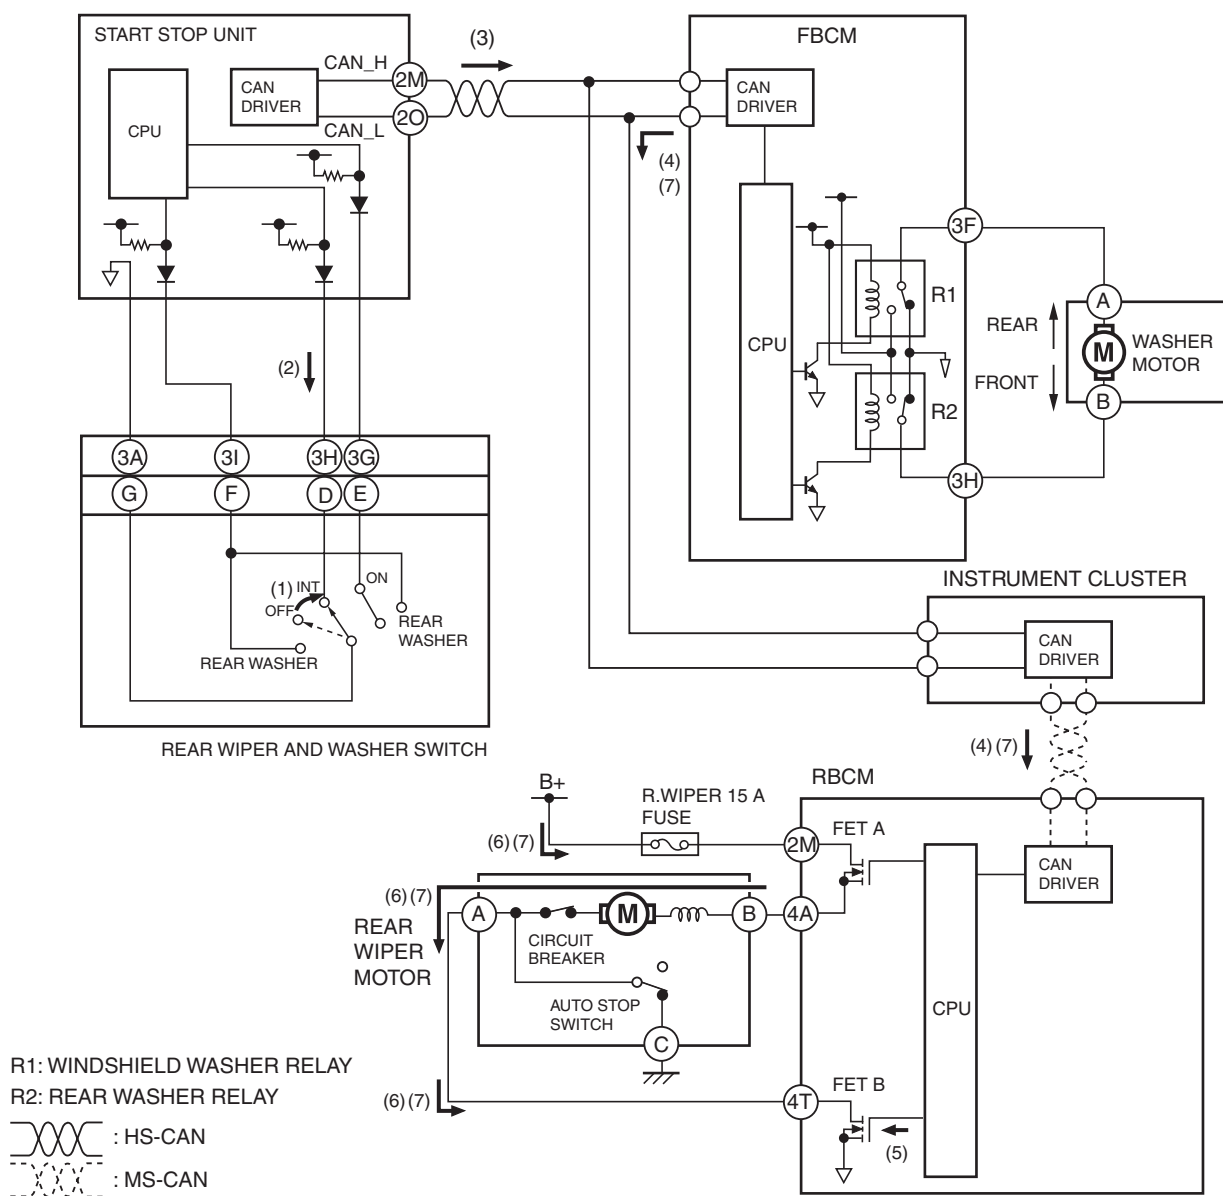 START STOP UNIT
CAN_H
2M
(3)
FBCM
CAN
DRIVER
CAN
DRIVER
CPU
CAN_L
2O
(4)
(7)
3F
R1
REAR
A
CPU
M
WASHER
MOTOR
(2)
FRONT
R2
B
3A
3I
3H
3G
3H
G
F
D
E
(1)
INT
ON
OFF
REAR
WASHER
REAR WASHER
INSTRUMENT CLUSTER
CAN
DRIVER
REAR WIPER AND WASHER SWITCH
(4) (7)
RBCM
B+
R.WIPER 15 A
FUSE
(6) (7)
2M
FET A
CAN
DRIVER
(6) (7)
A
M
B
4A
REAR
WIPER
MOTOR
CIRCUIT
BREAKER
AUTO STOP
SWITCH
CPU
C
R1: WINDSHIELD WASHER RELAY
R2: REAR WASHER RELAY
(6) (7)
4T
FET B
(5)
: HS-CAN
: MS-CAN